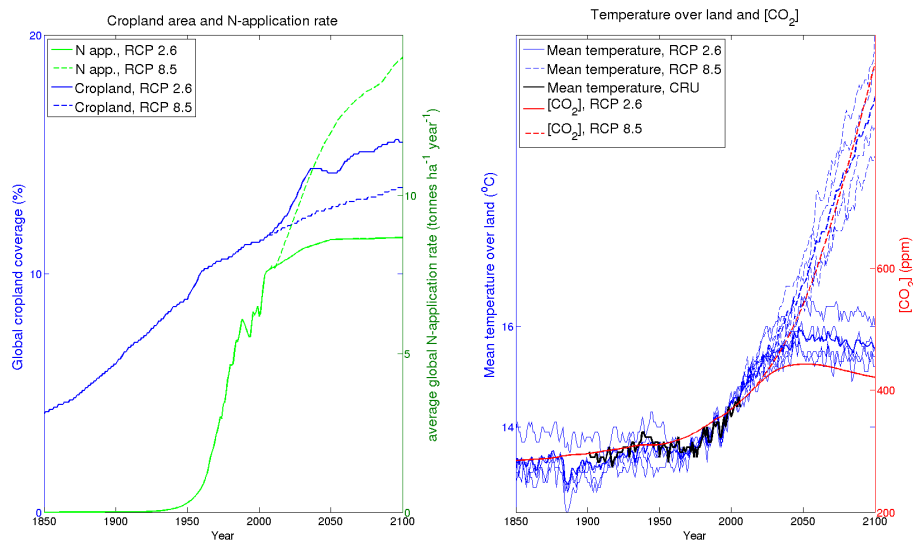 Cropland area and N-application rate
20
N app., RCP 2.6
N app., RCP 8.5
Cropland, RCP 2.6
Cropland, RCP 8.5
10
0
Global cropland coverage (%)
10
5
0
average global N-application rate (tonnes ha⁻¹ year⁻¹)
1850 1900 1950 2000 2050 2100
Year
Temperature over land and [CO₂]
Mean temperature, RCP 2.6
Mean temperature, RCP 8.5
Mean temperature, CRU
[CO₂], RCP 2.6
[CO₂], RCP 8.5
16
14
Mean temperature over land (°C)
600
400
200
[CO₂] (ppm)
1850 1900 1950 2000 2050 2100
Year